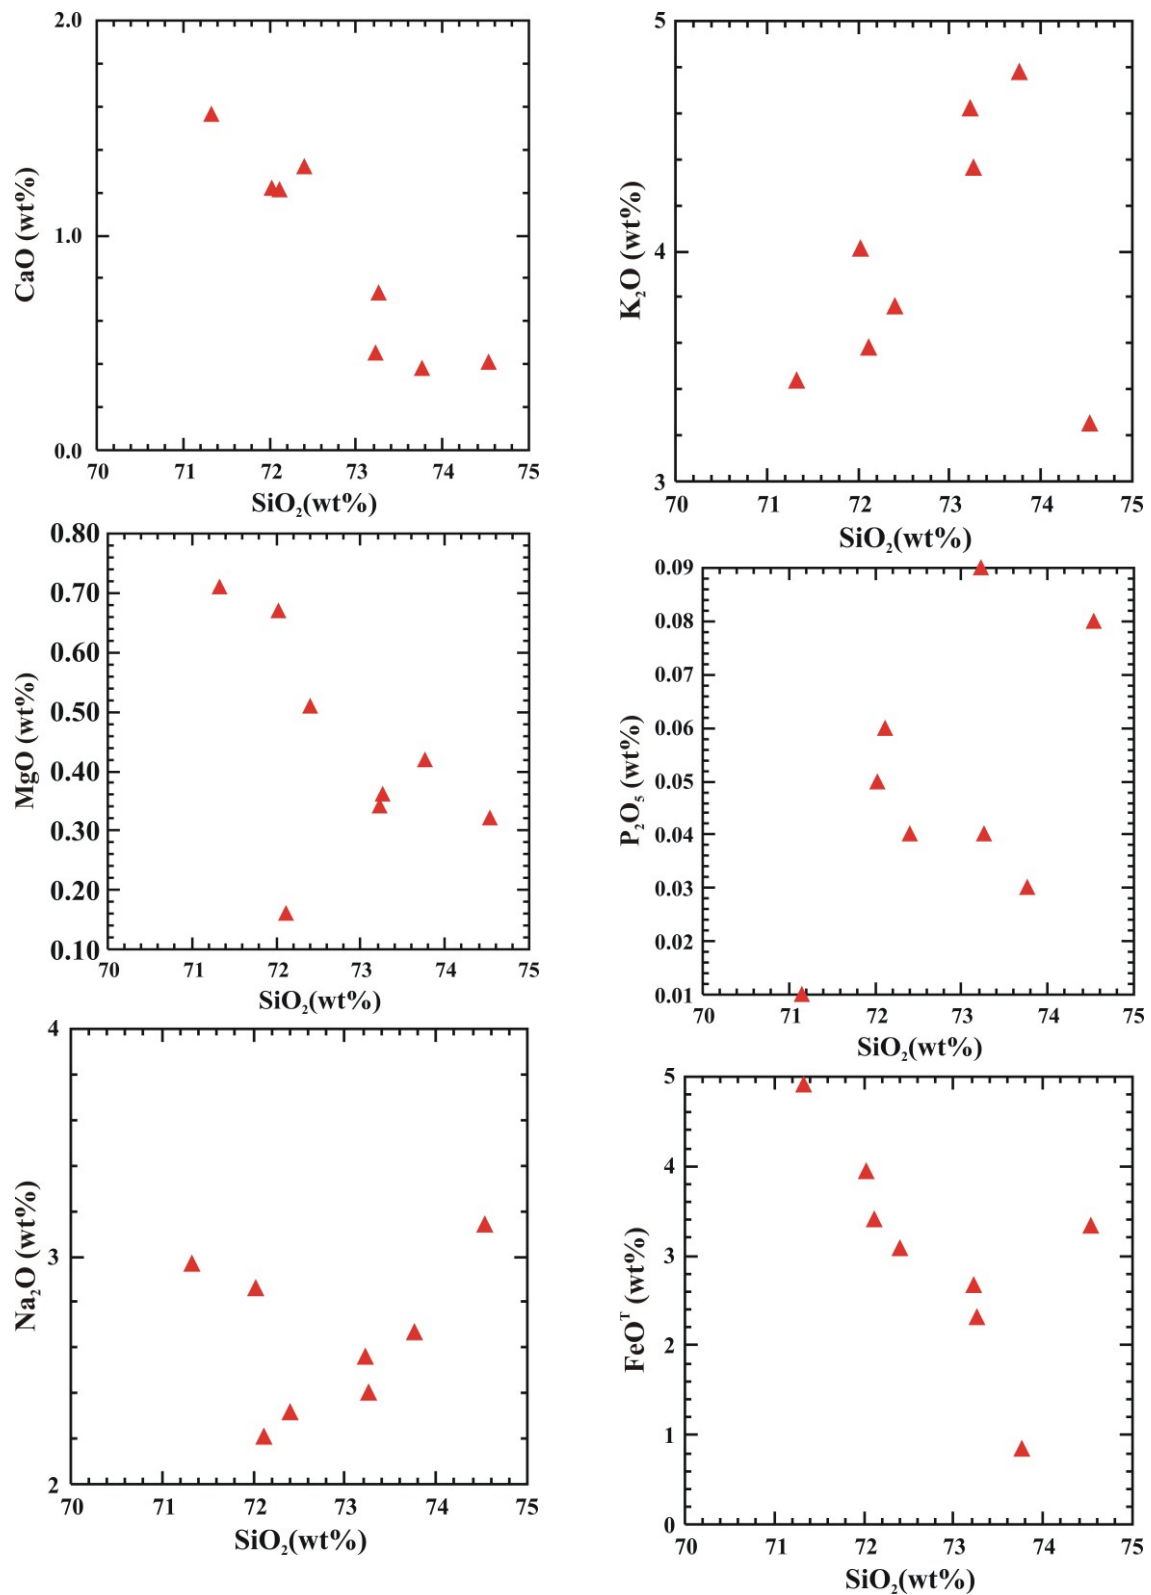 2.0
1.0
0.0
CaO (wt%)
70 71 72 73 74 75
SiO₂(wt%)
5
4
3
K₂O (wt%)
70 71 72 73 74 75
SiO₂(wt%)
0.80
0.70
0.60
0.50
0.40
0.30
0.20
0.10
MgO (wt%)
70 71 72 73 74 75
SiO₂(wt%)
0.09
0.08
0.07
0.06
0.05
0.04
0.03
0.02
0.01
P₂O₅ (wt%)
70 71 72 73 74 75
SiO₂(wt%)
4
3
2
Na₂O (wt%)
70 71 72 73 74 75
SiO₂(wt%)
5
4
3
2
1
0
FeOᵀ (wt%)
70 71 72 73 74 75
SiO₂(wt%)